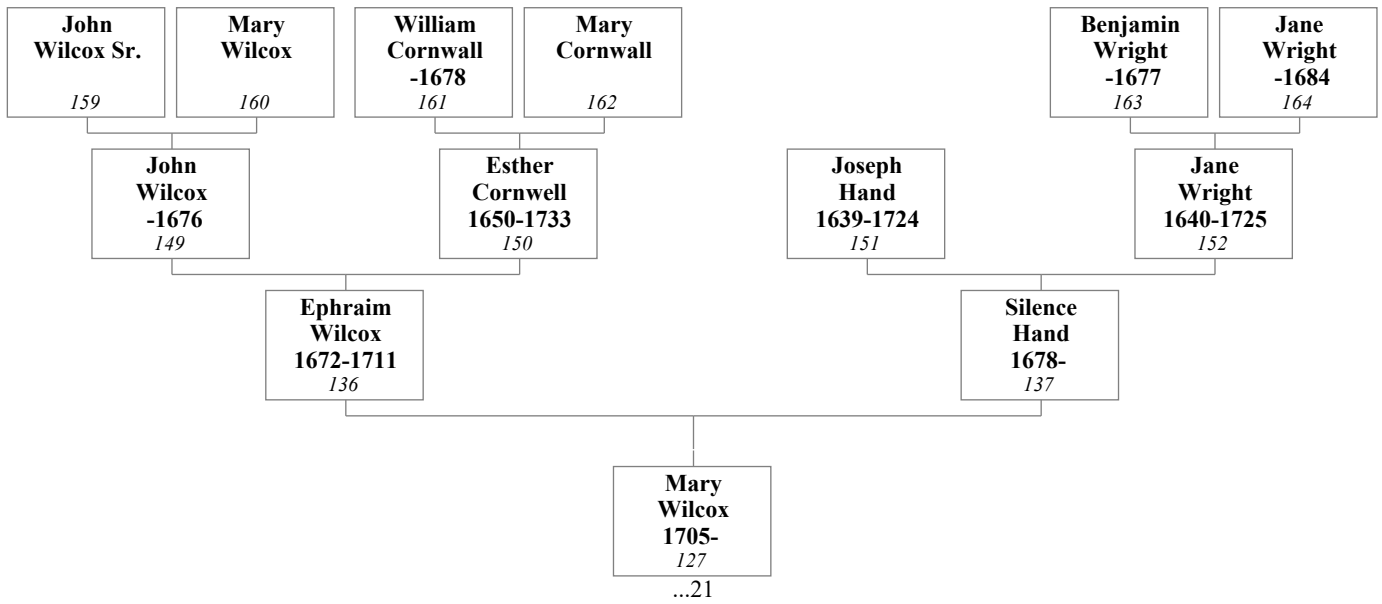 John
Wilcox Sr.
159
Mary
Wilcox
160
William
Cornwall
-1678
161
Mary
Cornwall
162
Benjamin
Wright
-1677
163
Jane
Wright
-1684
164
John
Wilcox
-1676
149
Esther
Cornwell
1650-1733
150
Joseph
Hand
1639-1724
151
Jane
Wright
1640-1725
152
Ephraim
Wilcox
1672-1711
136
Silence
Hand
1678-
137
Mary
Wilcox
1705-
127
...21